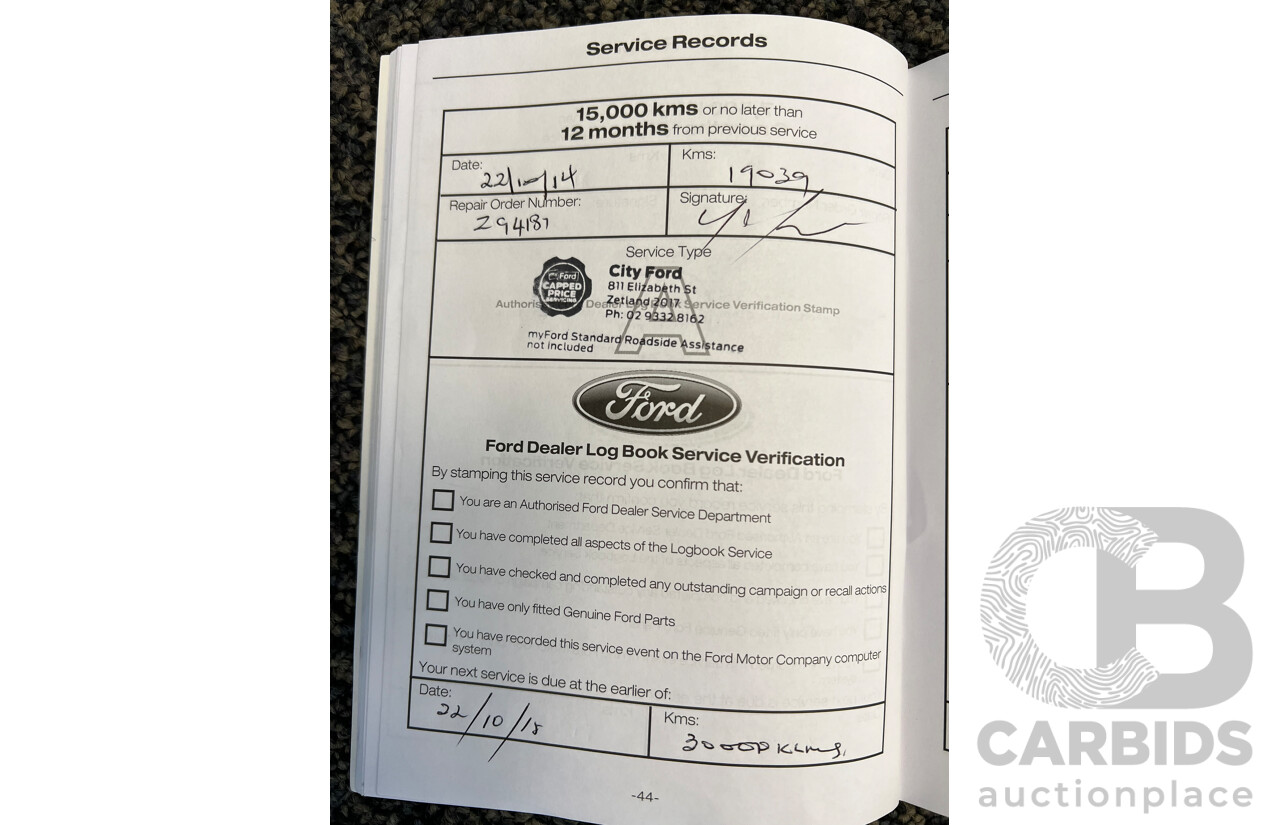 Service Records
15,000 kms or no later than
12 months from previous service
Date:
22/10/14
Kms:
19039
Repair Order Number:
Z94187
Signature:
Service Type
A
my Ford
CAPPED
PRICE
SERVICING
City Ford
811 Elizabeth St
Zetland 2017
Ph: 02 9332 8162
Authoris Dealer Log Book Service Verification Stamp
myFord Standard Roadside Assistance
not included
Ford
Ford Dealer Log Book Service Verification
By stamping this service record you confirm that:
You are an Authorised Ford Dealer Service Department
You have completed all aspects of the Logbook Service
You have checked and completed any outstanding campaign or recall actions
You have only fitted Genuine Ford Parts
You have recorded this service event on the Ford Motor Company computer
system
Your next service is due at the earlier of:
Date:
22/10/15
Kms:
30000 KLMS.
-44-
CB
CARBIDS
auctionplace